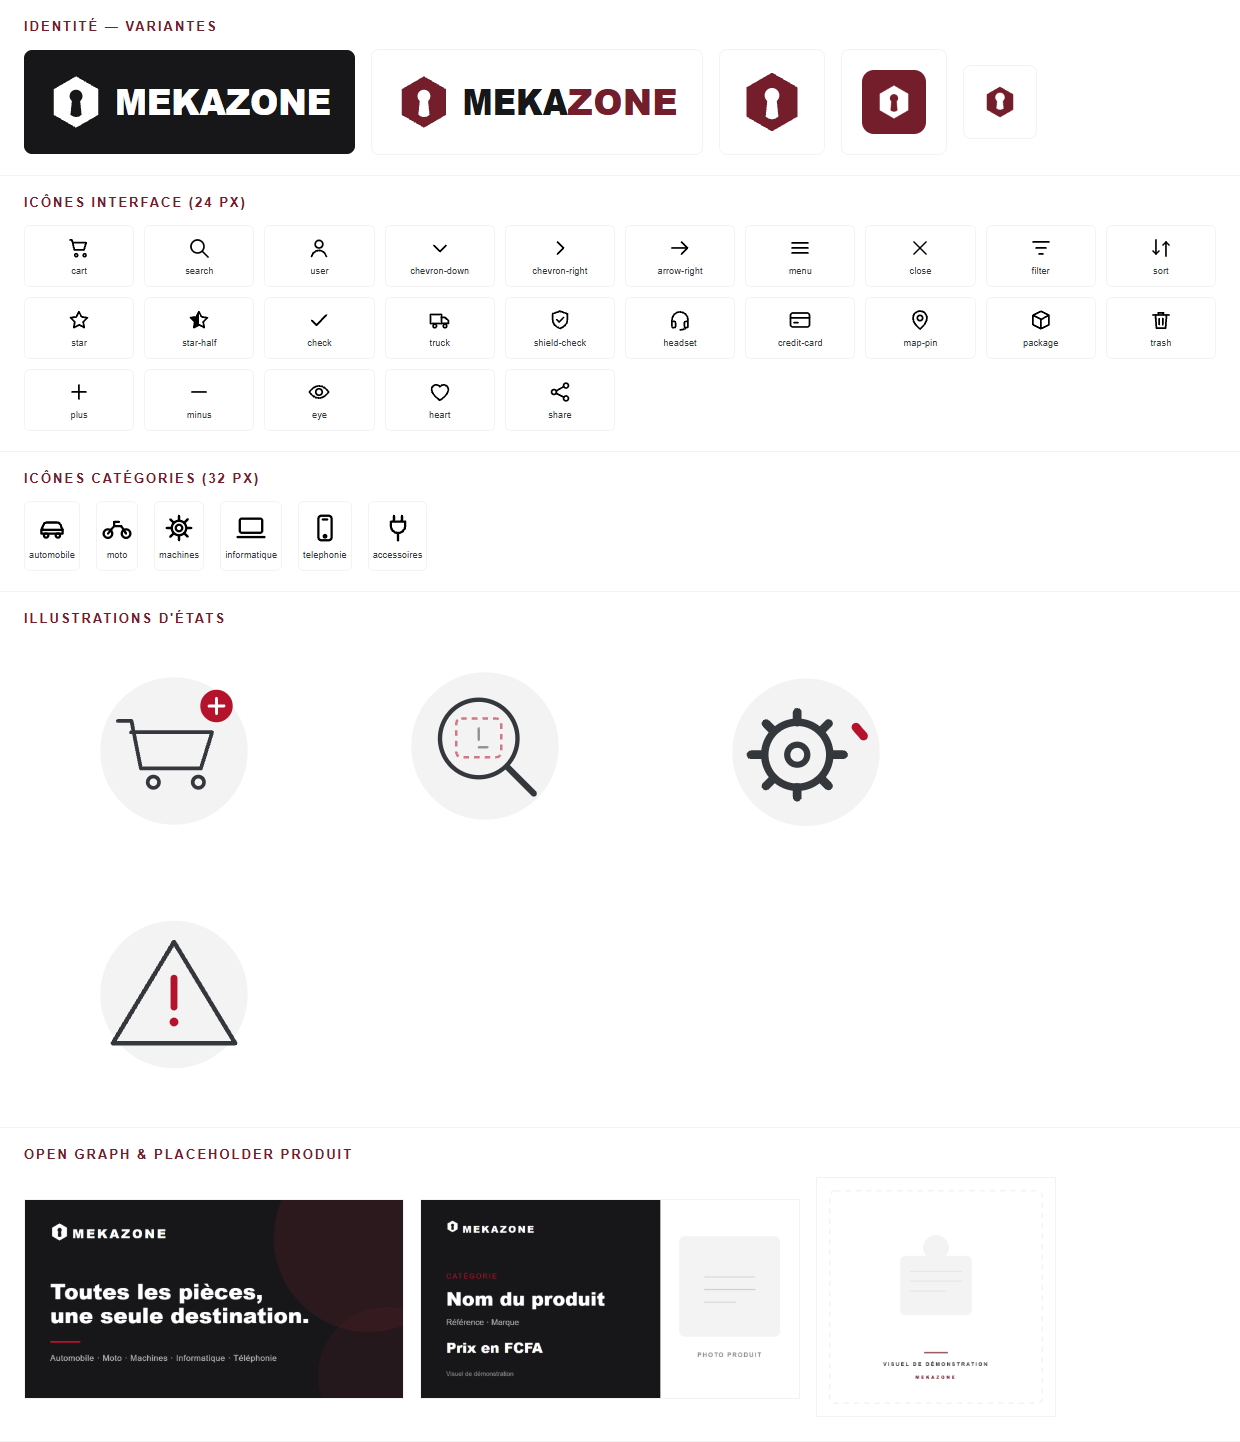 IDENTITÉ — VARIANTES
MEKAZONE
MEKAZONE
ICÔNES INTERFACE (24 PX)
cart
search
user
chevron-down
chevron-right
arrow-right
menu
close
filter
sort
star
star-half
check
truck
shield-check
headset
credit-card
map-pin
package
trash
plus
minus
eye
heart
share
ICÔNES CATÉGORIES (32 PX)
automobile
moto
machines
informatique
telephonie
accessoires
ILLUSTRATIONS D'ÉTATS
OPEN GRAPH & PLACEHOLDER PRODUIT
MEKAZONE
Toutes les pièces,
une seule destination.
Automobile · Moto · Machines · Informatique · Téléphonie
MEKAZONE
CATÉGORIE
Nom du produit
Référence · Marque
Prix en FCFA
Visuel de démonstration
PHOTO PRODUIT
VISUEL DE DÉMONSTRATION
MEKAZONE